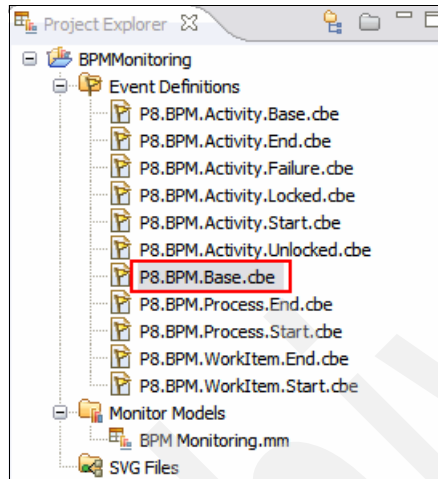 Project Explorer
BPMMonitoring
Event Definitions
P8.BPM.Activity.Base.cbe
P8.BPM.Activity.End.cbe
P8.BPM.Activity.Failure.cbe
P8.BPM.Activity.Locked.cbe
P8.BPM.Activity.Start.cbe
P8.BPM.Activity.Unlocked.cbe
P8.BPM.Base.cbe
P8.BPM.Process.End.cbe
P8.BPM.Process.Start.cbe
P8.BPM.WorkItem.End.cbe
P8.BPM.WorkItem.Start.cbe
Monitor Models
BPM Monitoring.mm
SVG Files